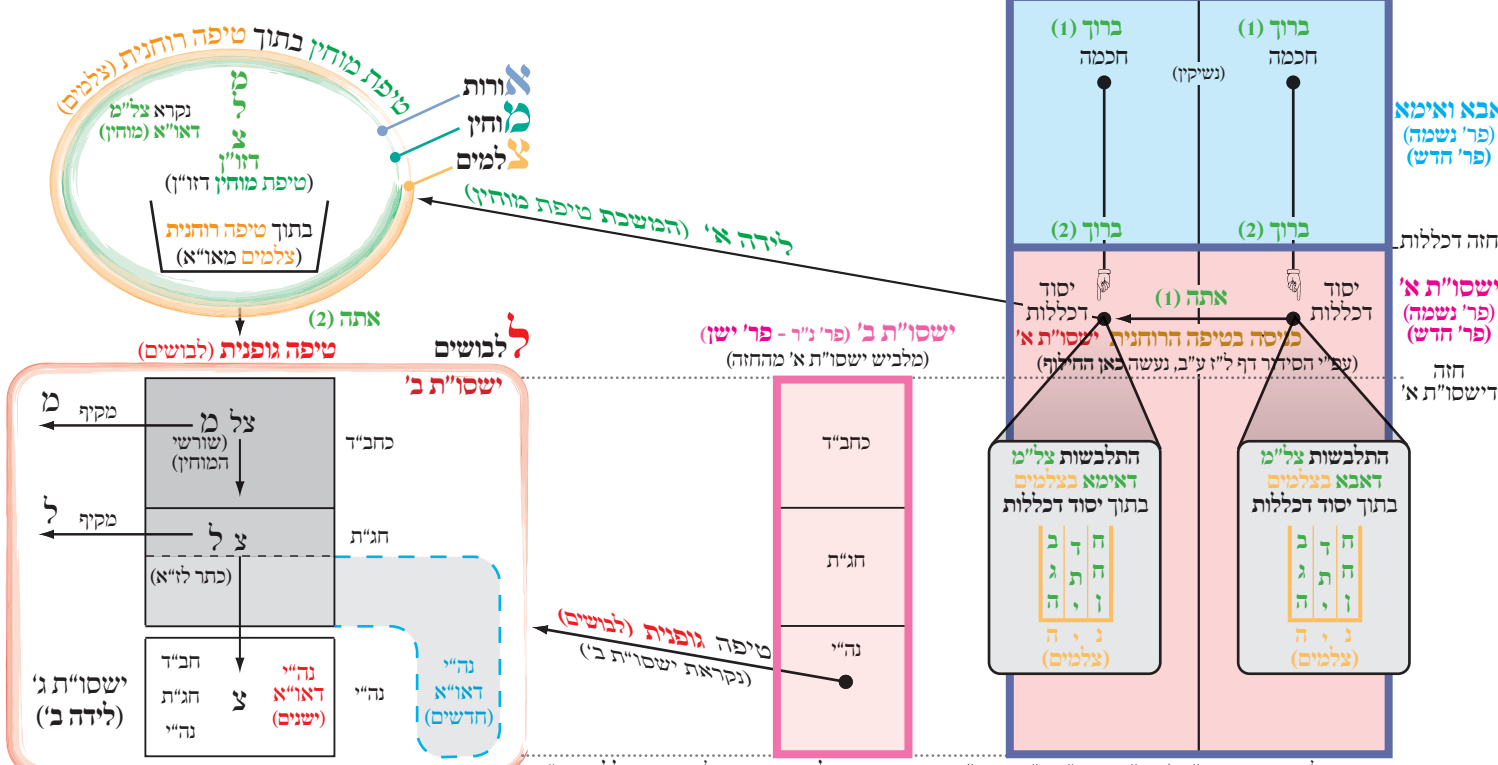 ברוך (1)
חכמה
ברוך (1)
חכמה
(נשיקין)
ברוך (2)
ברוך (2)
אבא ואימא
(פר' נשמה)
(פר' חדש)
חזה דכללות
ישסו"ת א'
(פר' נשמה)
(פר' חדש)
חזה
דישסו"ת א'
יסוד
דכללות
אתה (1)
יסוד
דכללות
כניסה בטיפה הרוחנית ישסו"ת א'
(עפ"י הסידור דף ל"ז ע"ב, נעשה כאן החילוף)
התלבשות צל"מ
דאבא בצלמים
בתוך יסוד דכללות
ח ד ב
ח ת ג
ן י ה
נ י ה
(צלמים)
התלבשות צל"מ
דאימא בצלמים
בתוך יסוד דכללות
ח ד ב
ח ת ג
ן י ה
נ י ה
(צלמים)
לידה א' (המשכת טיפת מוחין)
ישסו"ת ב' (פר' נ"ר - פר' ישן)
(מלביש ישסו"ת א' מהחזה)
כחב"ד
חג"ת
נה"י
טיפה גופנית (לבושים)
(נקראת ישסו"ת ב')
אורות
מוחין
צלמים
טיפת מוחין בתוך טיפה רוחנית (צלמים)
מ
ל
צ
דזו"ן
(טיפת מוחין דזו"ן)
נקרא צל"מ
דאו"א (מוחין)
בתוך טיפה רוחנית
(צלמים מאו"א)
אתה (2)
ל לבושים
טיפה גופנית (לבושים)
ישסו"ת ב'
כחב"ד
צל מ
(שורשי
המוחין)
מקיף
מ
חג"ת
צ ל
מקיף
ל
(כתר לז"א)
נה"י
דאו"א
(חדשים)
נה"י
נה"י
דאו"א
(ישנים)
צ
חב"ד
חג"ת
נה"י
ישסו"ת ג'
(לידה ב')